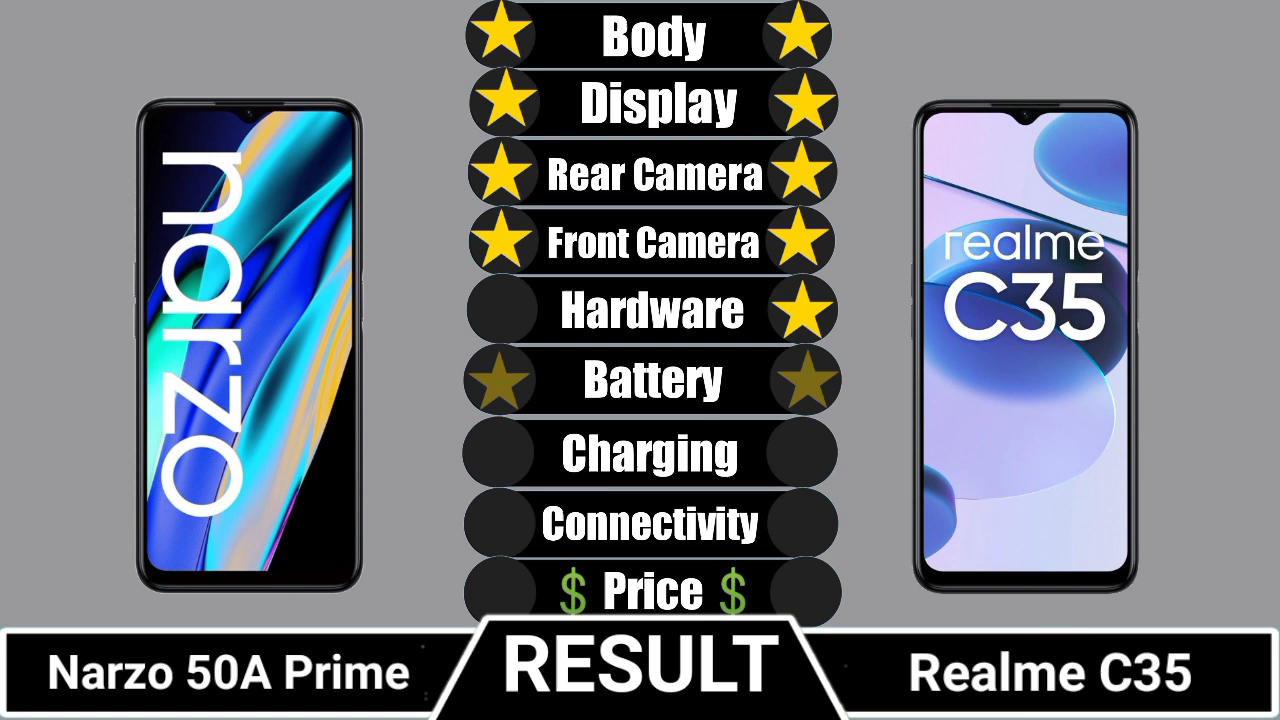 Body
Display
Rear Camera
Front Camera
Hardware
Battery
Charging
Connectivity
$ Price $
narzo
realme
C35
Narzo 50A Prime
RESULT
Realme C35